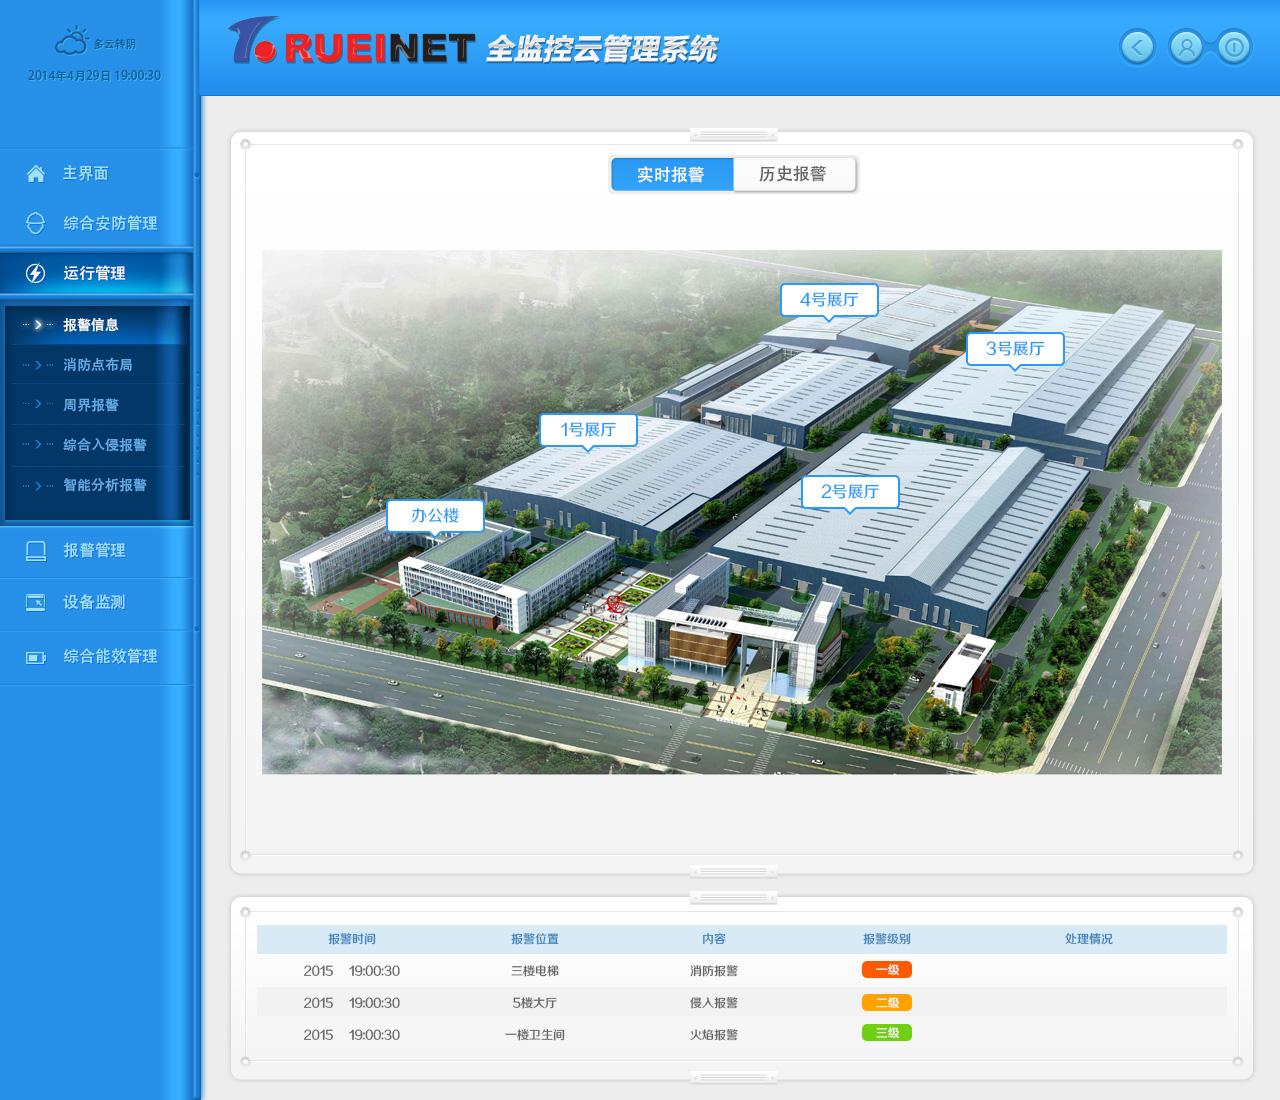 多云转阴
2014年4月29日 19:00:30
RUEINET 全监控云管理系统
主界面
综合安防管理
运行管理
报警信息
消防点布局
周界报警
综合入侵报警
智能分析报警
报警管理
设备监测
综合能效管理
实时报警 历史报警
4号展厅
3号展厅
1号展厅
2号展厅
办公楼
报警时间 报警位置 内容 报警级别 处理情况
2015 19:00:30 三楼电梯 消防报警 一级
2015 19:00:30 5楼大厅 侵人报警 二级
2015 19:00:30 一楼卫生间 火焰报警 三级